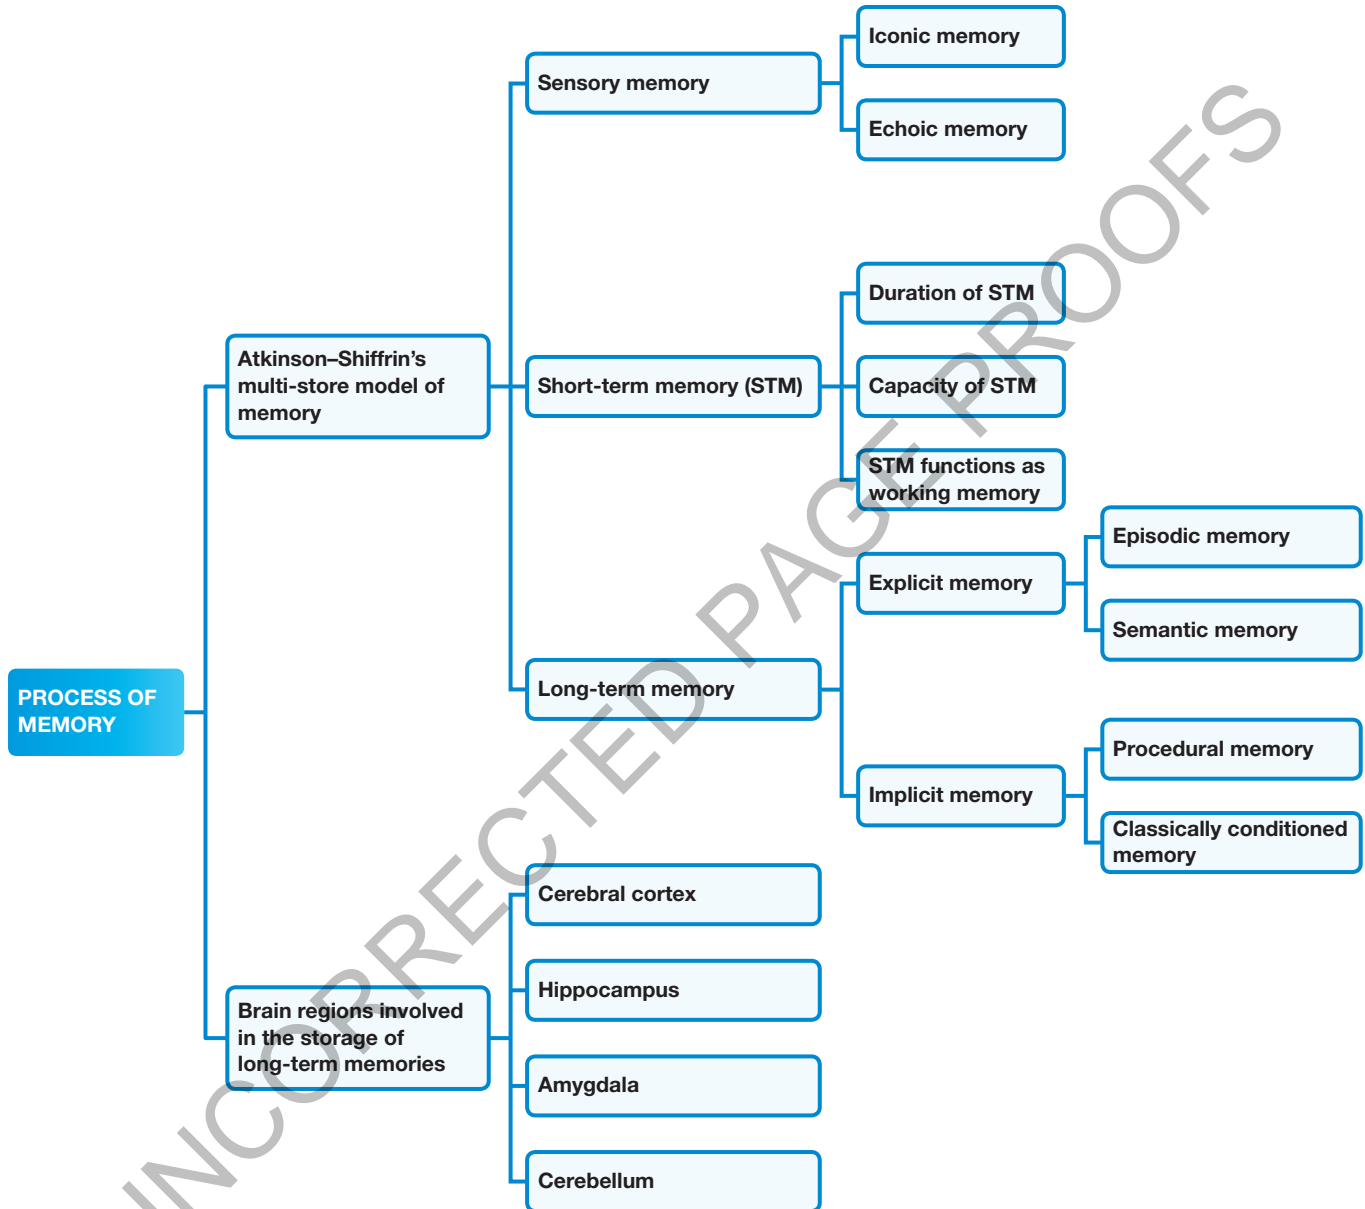 Iconic memory
Sensory memory
Echoic memory
Duration of STM
Atkinson–Shiffrin’s
multi-store model of
memory
Short-term memory (STM)
Capacity of STM
STM functions as
working memory
Episodic memory
Explicit memory
Semantic memory
PROCESS OF
MEMORY
Long-term memory
Procedural memory
Implicit memory
Classically conditioned
memory
Cerebral cortex
Hippocampus
Brain regions involved
in the storage of
long-term memories
Amygdala
Cerebellum
INCORRECTED PAGE PROOFS